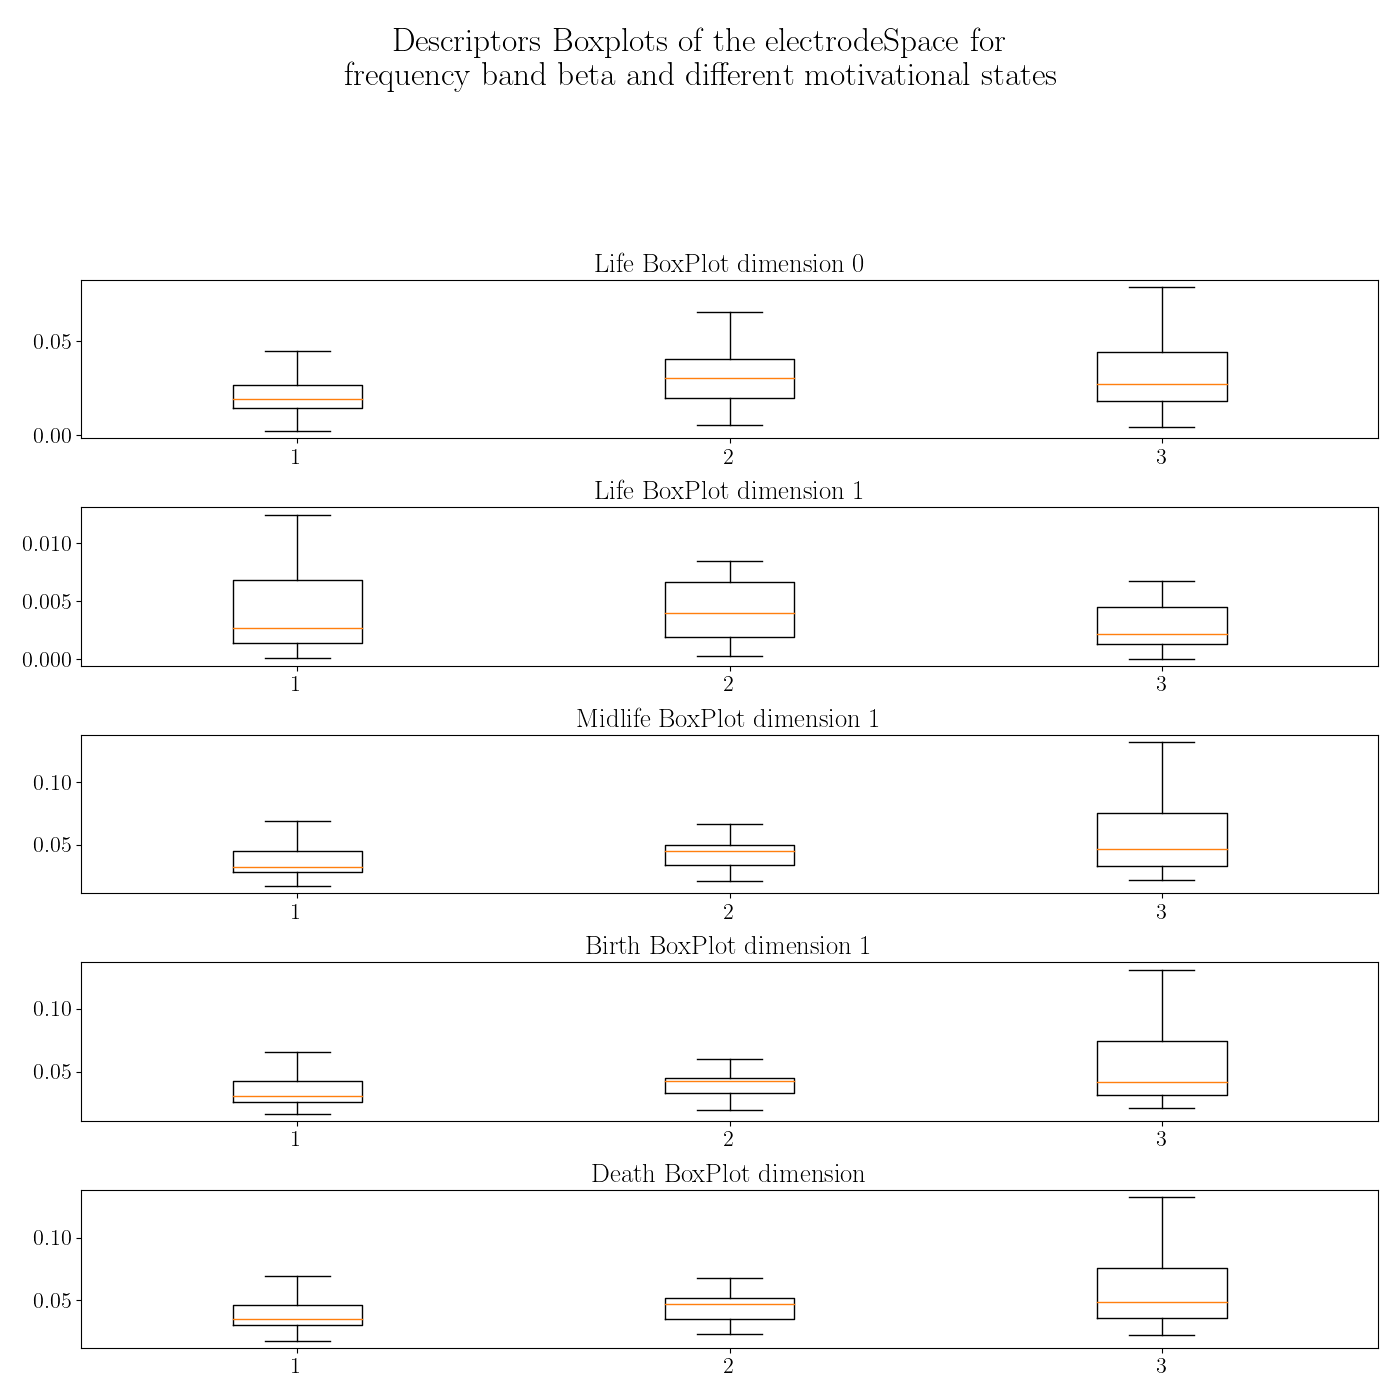 Descriptors Boxplots of the electrodeSpace for
frequency band beta and different motivational states
Life BoxPlot dimension 0
0.05
0.00
1 2 3
Life BoxPlot dimension 1
0.010
0.005
0.000
1 2 3
Midlife BoxPlot dimension 1
0.10
0.05
1 2 3
Birth BoxPlot dimension 1
0.10
0.05
1 2 3
Death BoxPlot dimension
0.10
0.05
1 2 3